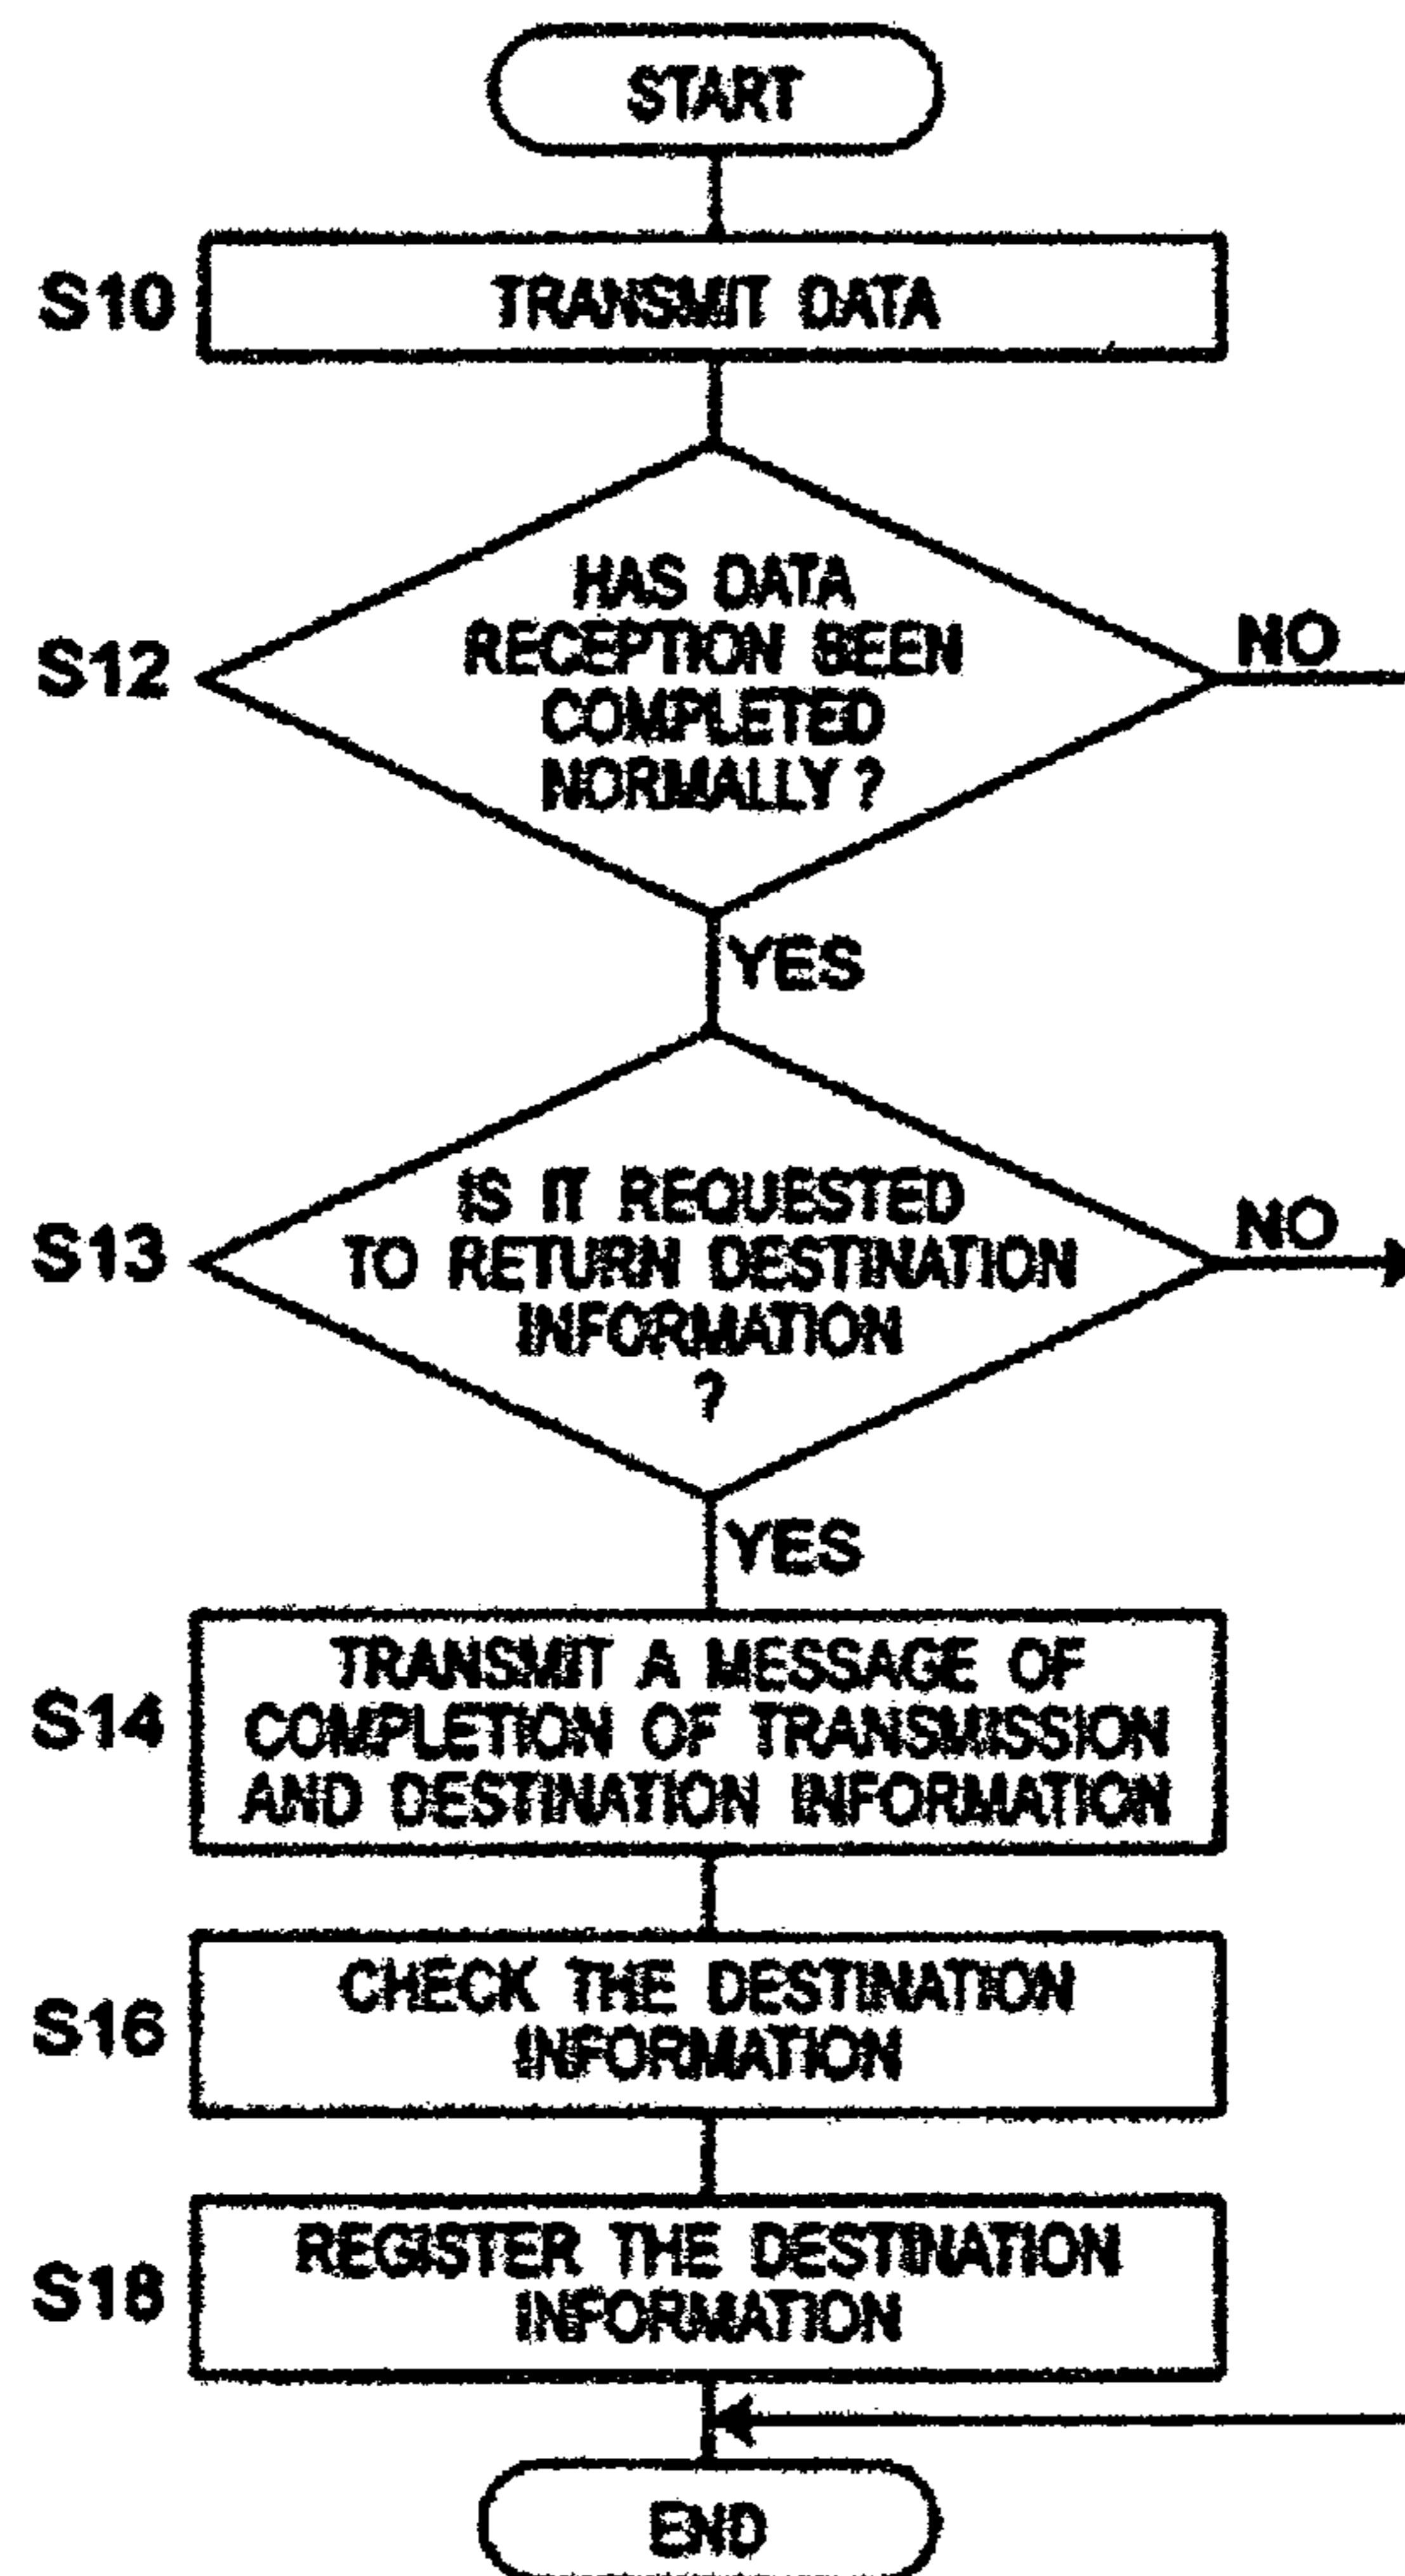 START
S10
TRANSMIT DATA
S12
HAS DATA
RECEPTION BEEN
COMPLETED
NORMALLY ?
NO
YES
S13
IS IT REQUESTED
TO RETURN DESTINATION
INFORMATION
?
NO
YES
S14
TRANSMIT A MESSAGE OF
COMPLETION OF TRANSMISSION
AND DESTINATION INFORMATION
S16
CHECK THE DESTINATION
INFORMATION
S18
REGISTER THE DESTINATION
INFORMATION
END